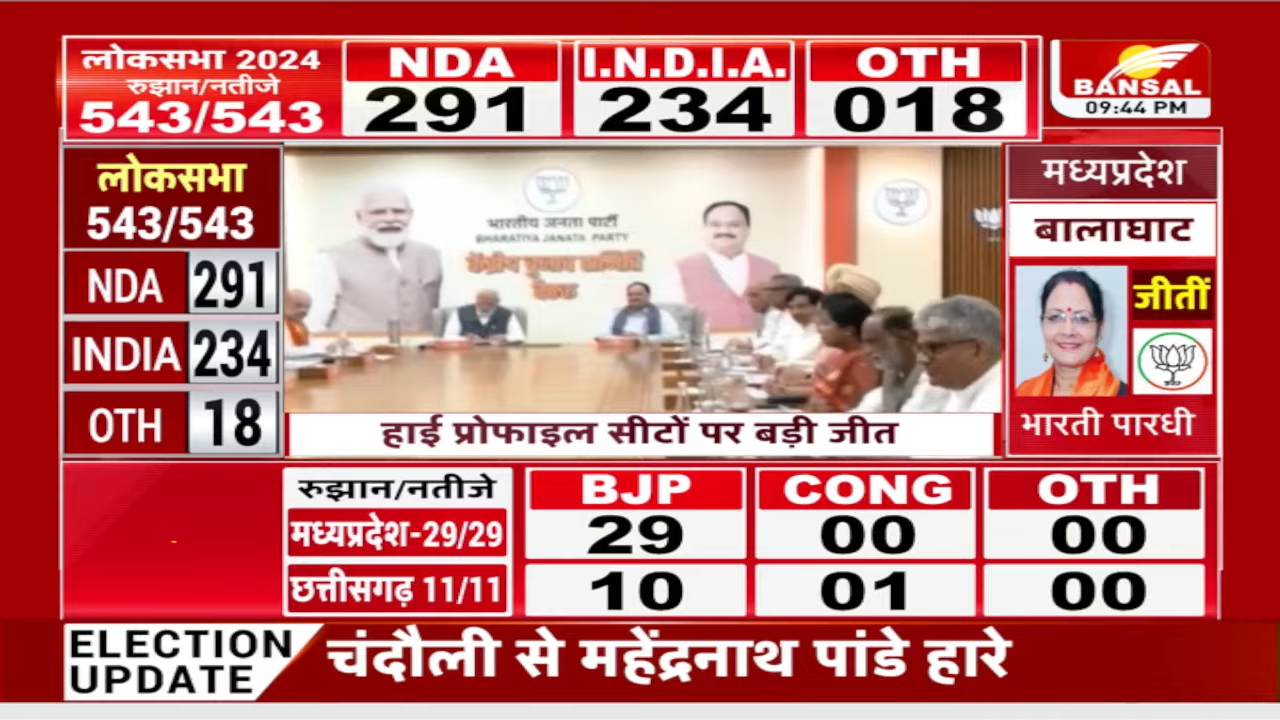 लोकसभा 2024
रुझान/नतीजे
543/543
NDA
291
I.N.D.I.A.
234
OTH
018
BANSAL
09:44 PM
लोकसभा
543/543
NDA 291
INDIA 234
OTH 18
भारतीय जनता पार्टी
BHARATIYA JANATA PARTY
केंद्रीय चुनाव समिति
बैठक
हाई प्रोफाइल सीटों पर बड़ी जीत
मध्यप्रदेश
बालाघाट
जीतीं
भारती पारधी
रुझान/नतीजे BJP CONG OTH
मध्यप्रदेश-29/29 29 00 00
छत्तीसगढ़ 11/11 10 01 00
ELECTION
UPDATE
चंदौली से महेंद्रनाथ पांडे हारे